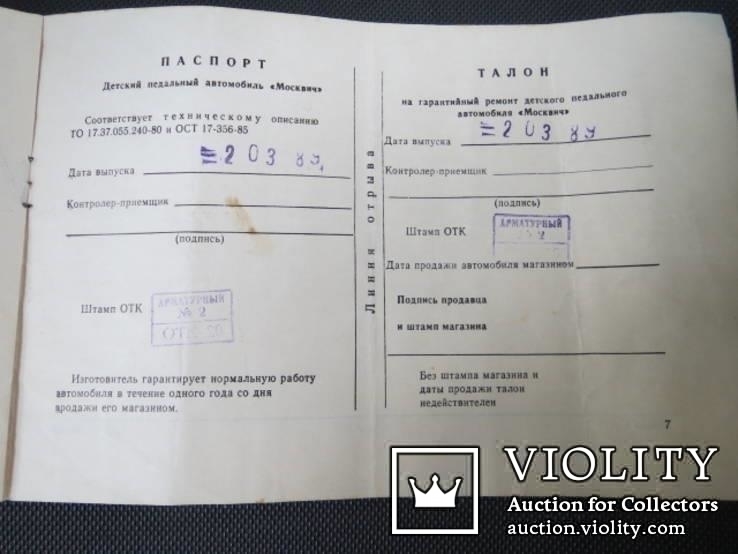 ПАСПОРТ
Детский педальный автомобиль «Москвич»
Соответствует техническому описанию
ТО 17.37.055.240-80 и ОСТ 17-356-85
= 2 03 89
Дата выпуска
Контролер-приемщик
(подпись)
Штамп ОТК
АРМАТУРНЫЙ
№ 2
ОТК
Изготовитель гарантирует нормальную работу
автомобиля в течение одного года со дня
продажи его магазином.
Линия отрыва
ТАЛОН
на гарантийный ремонт детского педального
автомобиля «Москвич»
= 2 03 89
Дата выпуска
Контролер-приемщик
(подпись)
Штамп ОТК
АРМАТУРНЫЙ
Дата продажи автомобиля магазином
Подпись продавца
и штамп магазина
Без штампа магазина и
даты продажи талон
недействителен
7
VIOLITY
Auction for Collectors
auction.violity.com